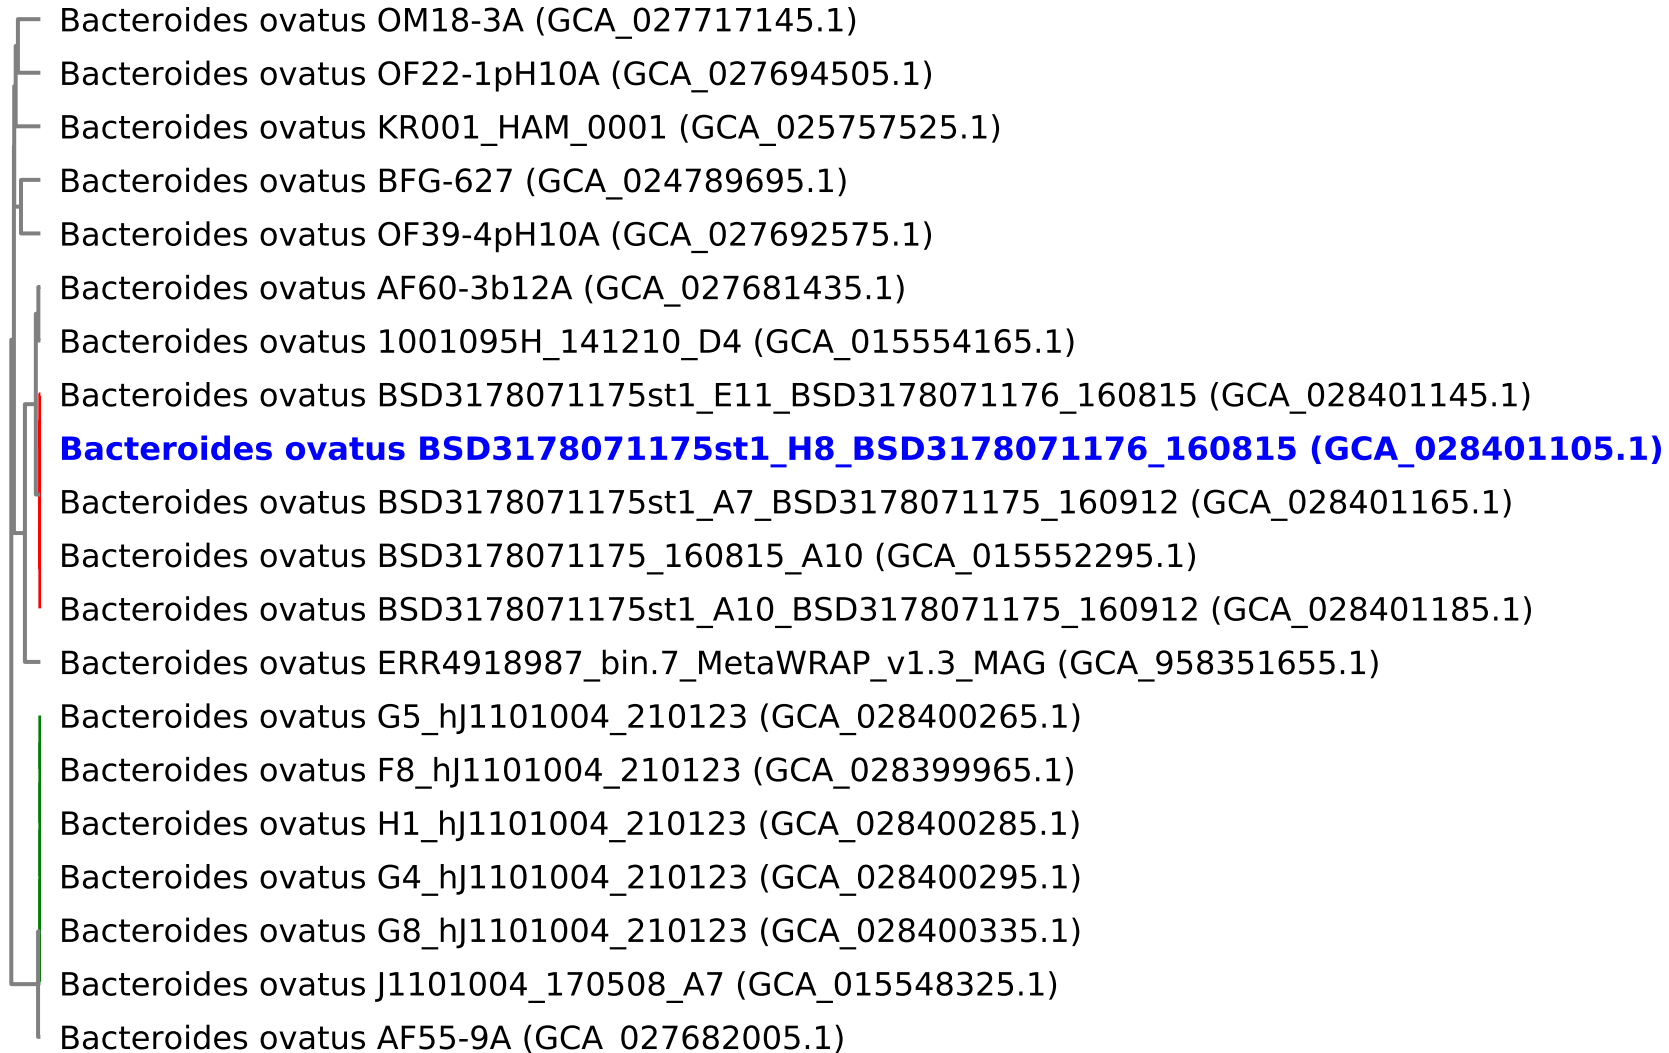 Bacteroides ovatus OM18-3A (GCA_027717145.1)
Bacteroides ovatus OF22-1pH10A (GCA_027694505.1)
Bacteroides ovatus KR001_HAM_0001 (GCA_025757525.1)
Bacteroides ovatus BFG-627 (GCA_024789695.1)
Bacteroides ovatus OF39-4pH10A (GCA_027692575.1)
Bacteroides ovatus AF60-3b12A (GCA_027681435.1)
Bacteroides ovatus 1001095H_141210_D4 (GCA_015554165.1)
Bacteroides ovatus BSD3178071175st1_E11_BSD3178071176_160815 (GCA_028401145.1)
Bacteroides ovatus BSD3178071175st1_H8_BSD3178071176_160815 (GCA_028401105.1)
Bacteroides ovatus BSD3178071175st1_A7_BSD3178071175_160912 (GCA_028401165.1)
Bacteroides ovatus BSD3178071175_160815_A10 (GCA_015552295.1)
Bacteroides ovatus BSD3178071175st1_A10_BSD3178071175_160912 (GCA_028401185.1)
Bacteroides ovatus ERR4918987_bin.7_MetaWRAP_v1.3_MAG (GCA_958351655.1)
Bacteroides ovatus G5_hJ1101004_210123 (GCA_028400265.1)
Bacteroides ovatus F8_hJ1101004_210123 (GCA_028399965.1)
Bacteroides ovatus H1_hJ1101004_210123 (GCA_028400285.1)
Bacteroides ovatus G4_hJ1101004_210123 (GCA_028400295.1)
Bacteroides ovatus G8_hJ1101004_210123 (GCA_028400335.1)
Bacteroides ovatus J1101004_170508_A7 (GCA_015548325.1)
Bacteroides ovatus AF55-9A (GCA_027682005.1)